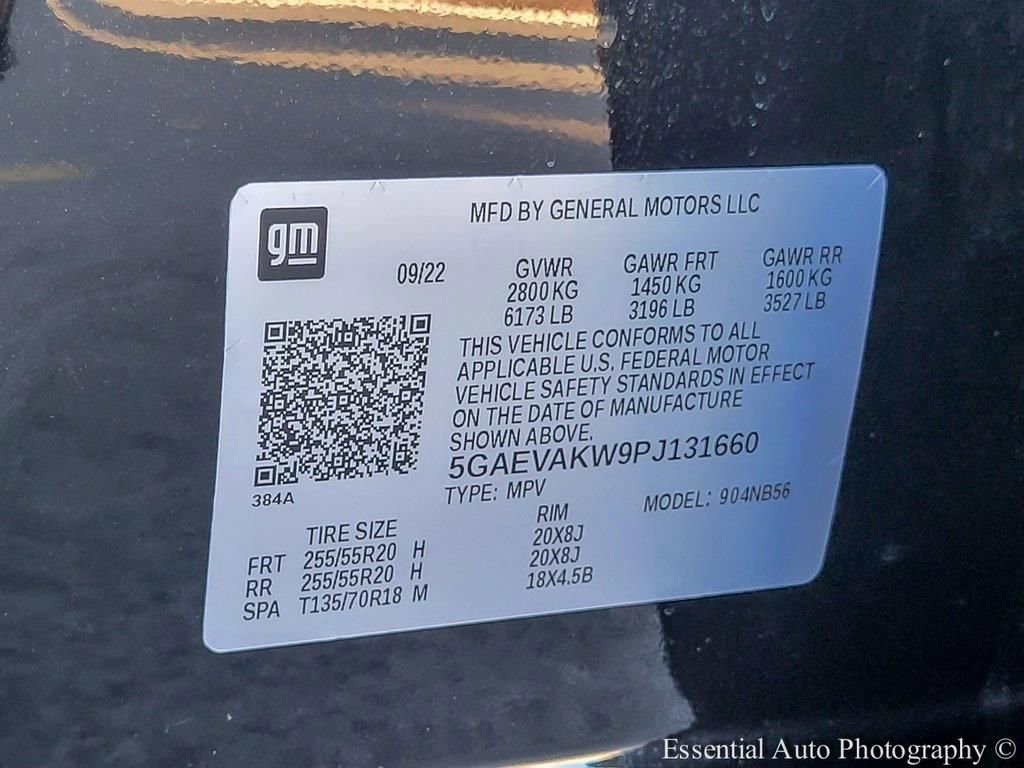 gm
MFD BY GENERAL MOTORS LLC
09/22
GVWR
2800 KG
6173 LB
GAWR FRT
1450 KG
3196 LB
GAWR RR
1600 KG
3527 LB
THIS VEHICLE CONFORMS TO ALL
APPLICABLE U.S. FEDERAL MOTOR
VEHICLE SAFETY STANDARDS IN EFFECT
ON THE DATE OF MANUFACTURE
SHOWN ABOVE.
5GAEVAKW9PJ131660
384A
TYPE: MPV MODEL: 904NB56
TIRE SIZE RIM
FRT 255/55R20 H 20X8J
RR 255/55R20 H 20X8J
SPA T135/70R18 M 18X4.5B
Essential Auto Photography ©